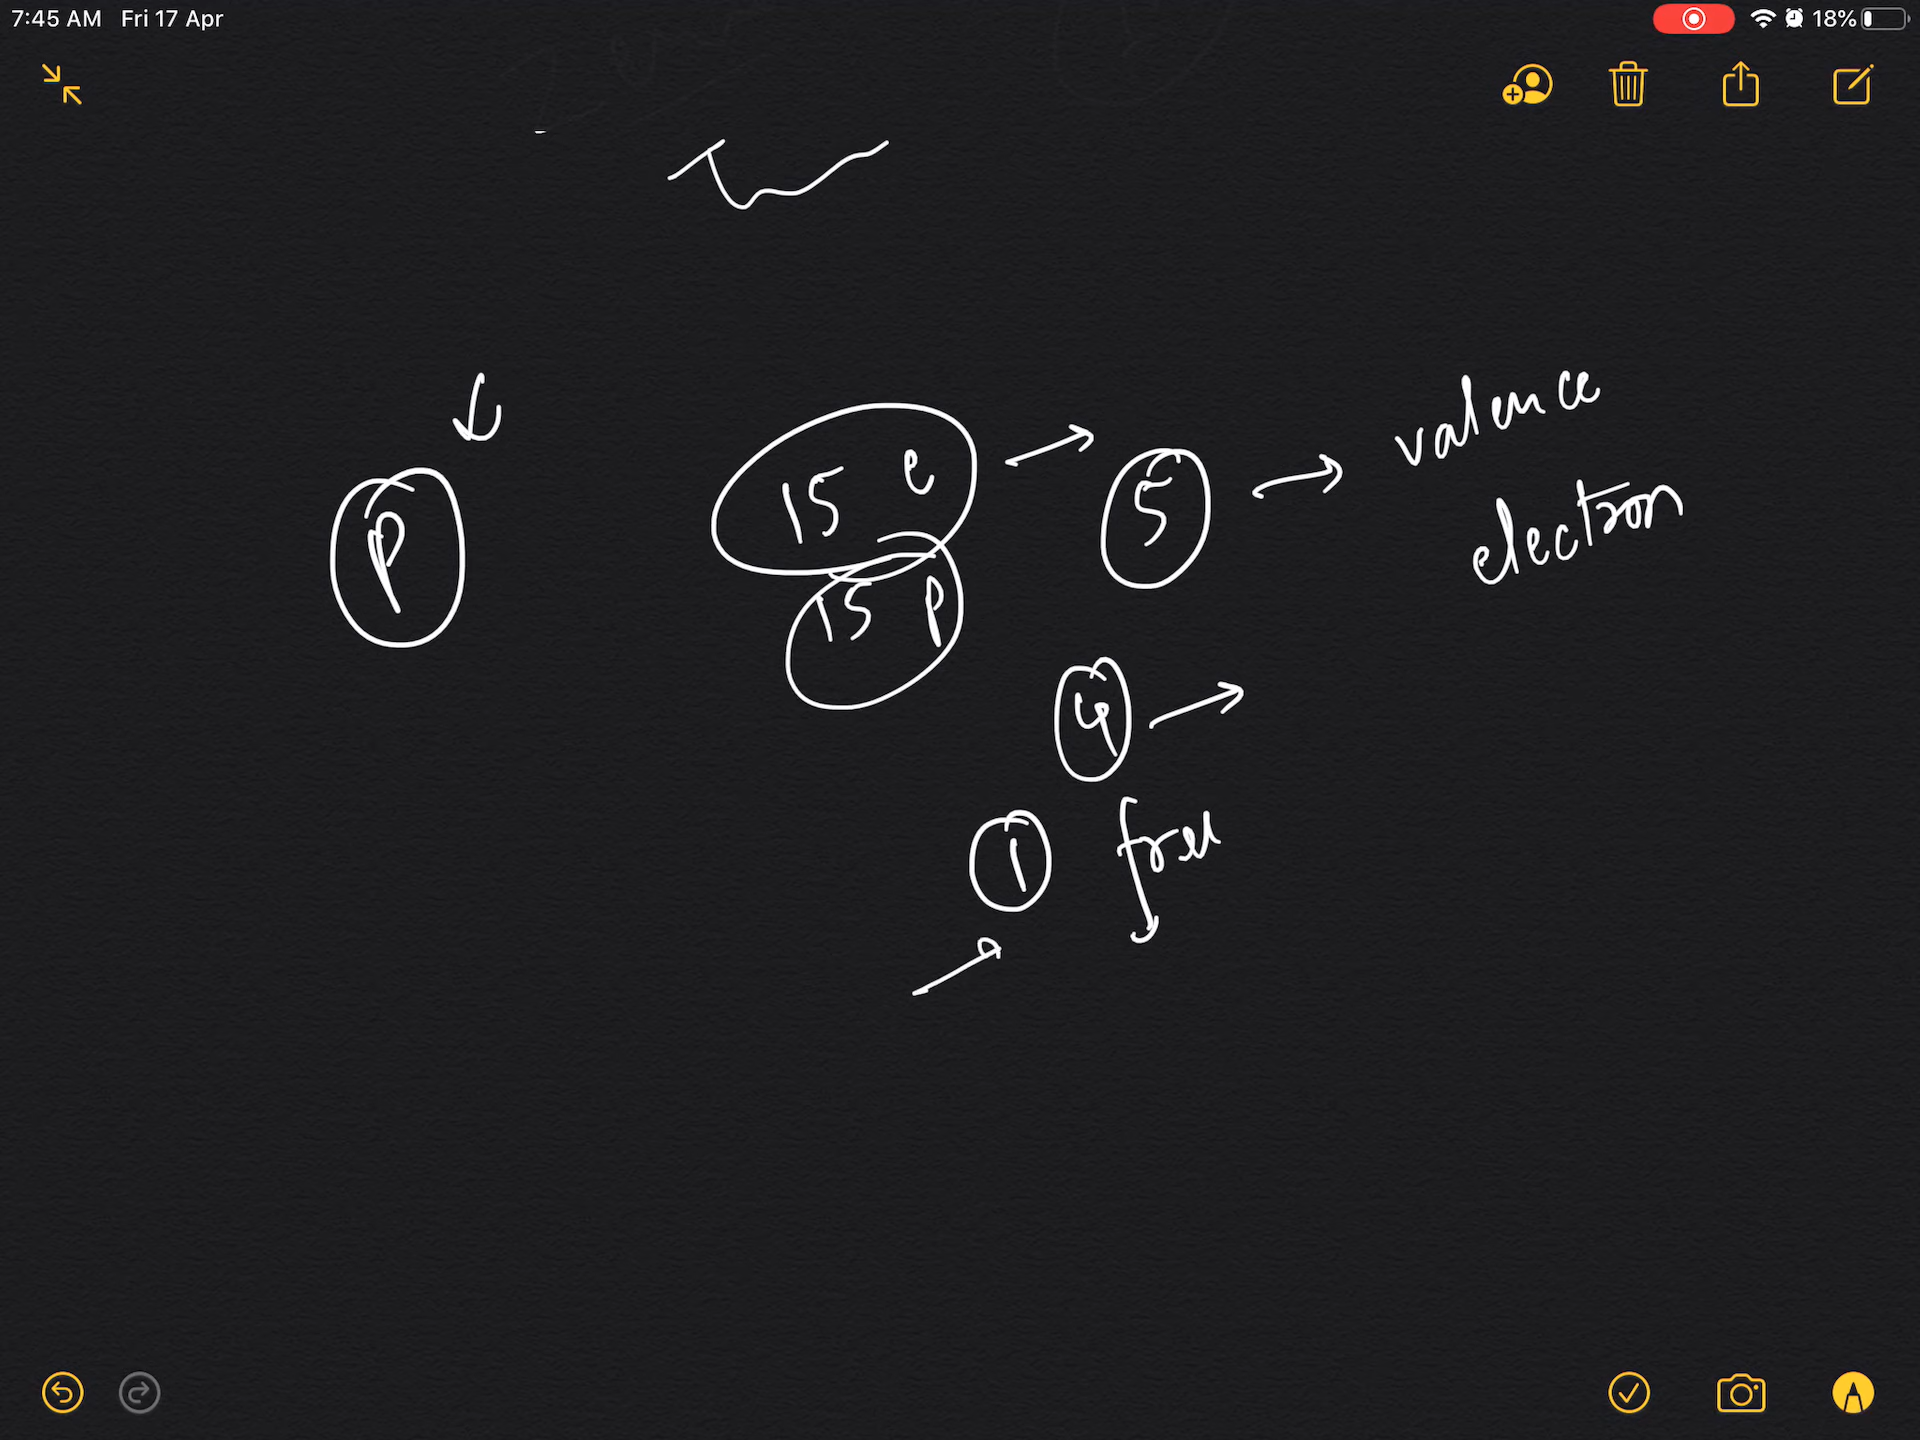 7:45 AM Fri 17 Apr 18%
P
15 e → 5 → valence
electron
15 p
4 →
1 free